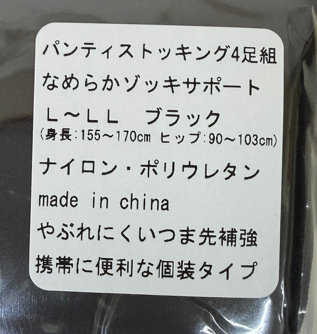 パンティストッキング4足組
なめらかゾッキサポート
L～LL　ブラック
(身長:155～170cm ヒップ:90～103cm)
ナイロン・ポリウレタン
made in china
やぶれにくいつま先補強
携帯に便利な個装タイプ